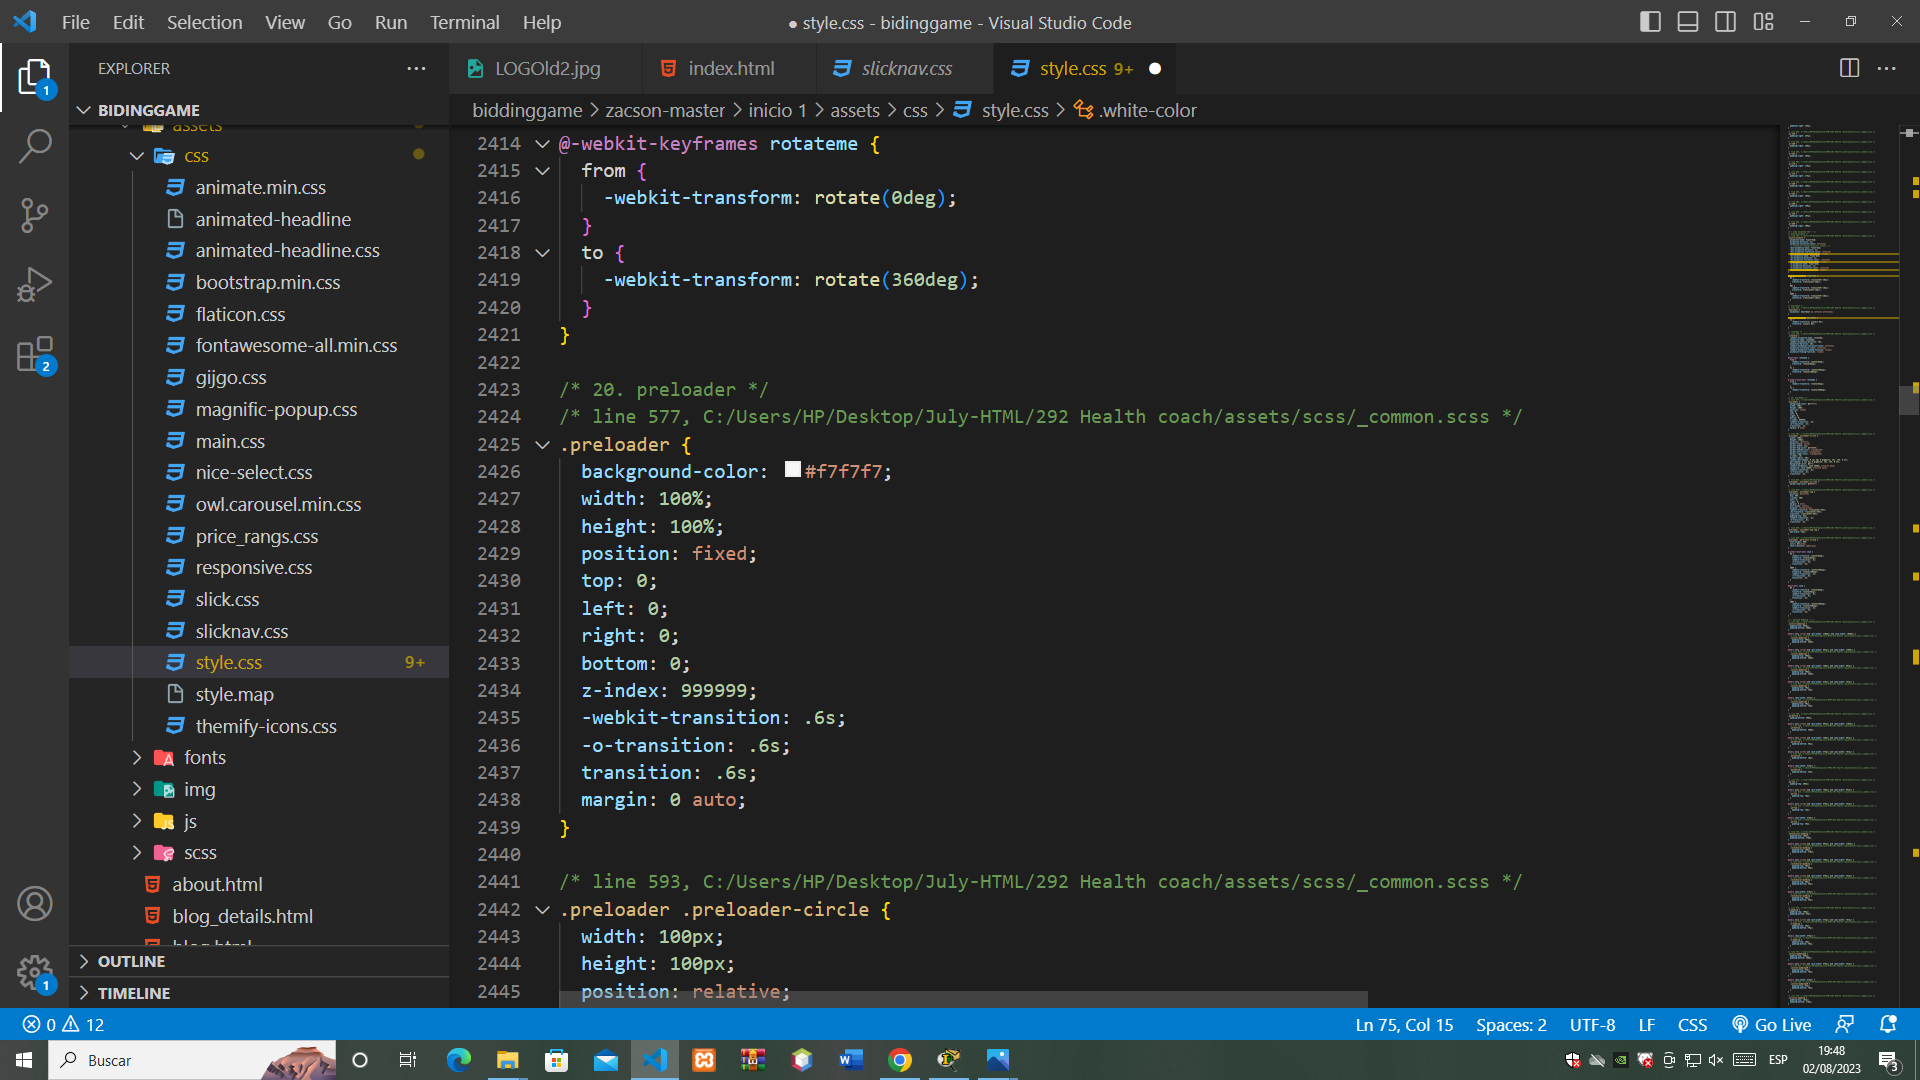 File Edit Selection View Go Run Terminal Help
● style.css - bidinggame - Visual Studio Code
EXPLORER
LOGOld2.jpg
index.html
slicknav.css
style.css 9+
BIDINGGAME
biddinggame > zacson-master > inicio 1 > assets > css > style.css > .white-color
assets
css
animate.min.css
animated-headline
animated-headline.css
bootstrap.min.css
flaticon.css
fontawesome-all.min.css
gijgo.css
magnific-popup.css
main.css
nice-select.css
owl.carousel.min.css
price_rangs.css
responsive.css
slick.css
slicknav.css
style.css 9+
style.map
themify-icons.css
fonts
img
js
scss
about.html
blog_details.html
blog.html
OUTLINE
TIMELINE
1
2
1
2414 @-webkit-keyframes rotateme {
2415 from {
2416 -webkit-transform: rotate(0deg);
2417 }
2418 to {
2419 -webkit-transform: rotate(360deg);
2420 }
2421 }
2422
2423 /* 20. preloader */
2424 /* line 577, C:/Users/HP/Desktop/July-HTML/292 Health coach/assets/scss/_common.scss */
2425 .preloader {
2426 background-color: #f7f7f7;
2427 width: 100%;
2428 height: 100%;
2429 position: fixed;
2430 top: 0;
2431 left: 0;
2432 right: 0;
2433 bottom: 0;
2434 z-index: 999999;
2435 -webkit-transition: .6s;
2436 -o-transition: .6s;
2437 transition: .6s;
2438 margin: 0 auto;
2439 }
2440
2441 /* line 593, C:/Users/HP/Desktop/July-HTML/292 Health coach/assets/scss/_common.scss */
2442 .preloader .preloader-circle {
2443 width: 100px;
2444 height: 100px;
2445 position: relative;
0 12
Ln 75, Col 15 Spaces: 2 UTF-8 LF CSS Go Live
Buscar
ESP
19:48
02/08/2023
3